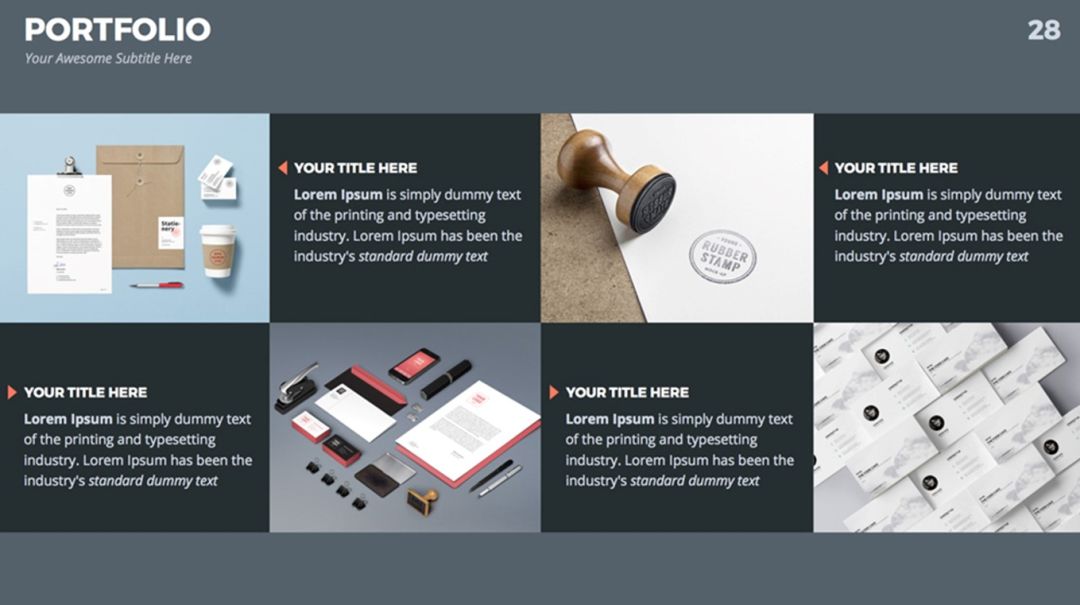 PORTFOLIO
28
Your Awesome Subtitle Here
YOUR TITLE HERE
Lorem Ipsum is simply dummy text
of the printing and typesetting
industry. Lorem Ipsum has been the
industry's standard dummy text
Statio-
nery
YOUNG
RUBBER
STAMP
MOCK-UP
YOUR TITLE HERE
Lorem Ipsum is simply dummy text
of the printing and typesetting
industry. Lorem Ipsum has been the
industry's standard dummy text
YOUR TITLE HERE
Lorem Ipsum is simply dummy text
of the printing and typesetting
industry. Lorem Ipsum has been the
industry's standard dummy text
YOUR TITLE HERE
Lorem Ipsum is simply dummy text
of the printing and typesetting
industry. Lorem Ipsum has been the
industry's standard dummy text